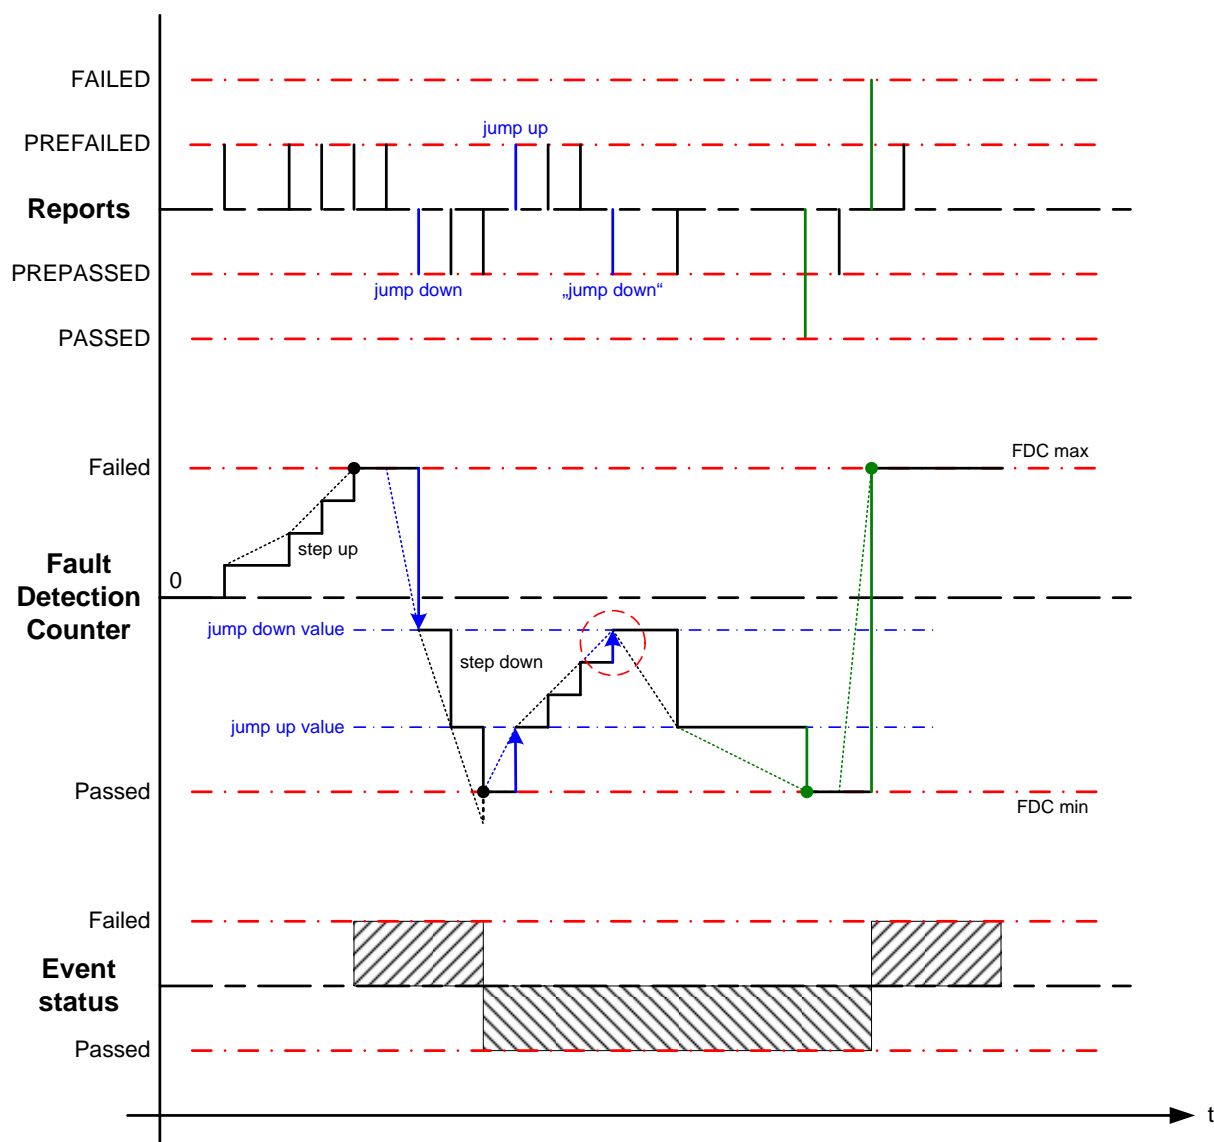 FAILED
jump up
PREFAILED
Reports
PREPASSED
jump down
„jump down“
PASSED
Failed
FDC max
step up
Fault
0
Detection
Counter
jump down value
step down
jump up value
Passed
FDC min
Failed
Event
status
Passed
t